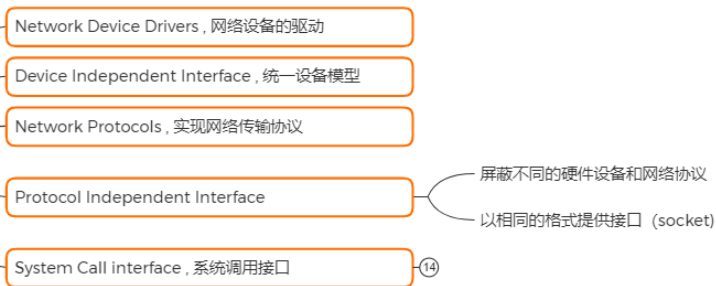 Network Device Drivers , 网络设备的驱动
Device Independent Interface , 统一设备模型
Network Protocols , 实现网络传输协议
屏蔽不同的硬件设备和网络协议
Protocol Independent Interface
以相同的格式提供接口（socket)
System Call interface , 系统调用接口
14